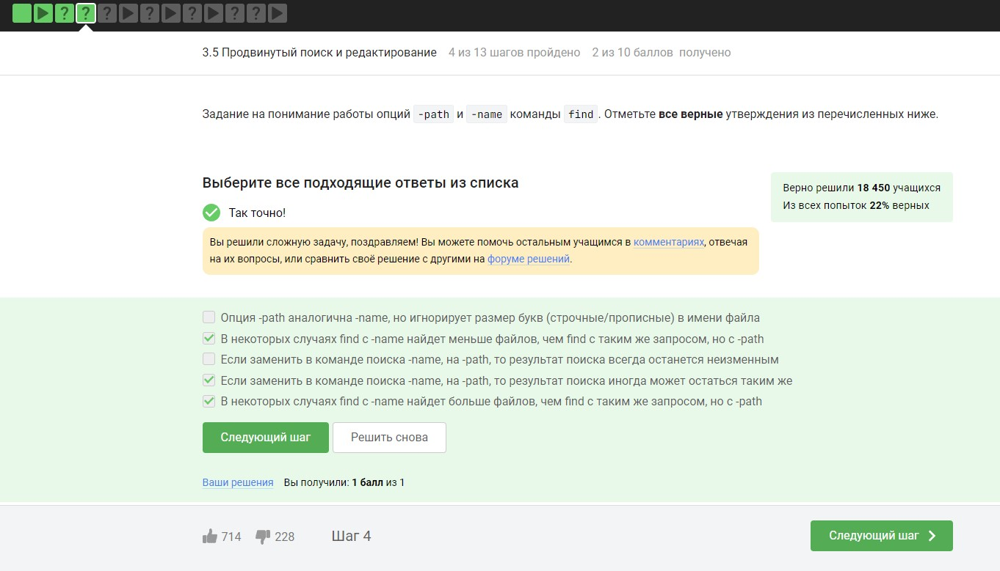 ? ? ? ? ? ? ?
3.5 Продвинутый поиск и редактирование 4 из 13 шагов пройдено 2 из 10 баллов получено
Задание на понимание работы опций -path и -name команды find . Отметьте все верные утверждения из перечисленных ниже.
Выберите все подходящие ответы из списка
Верно решили 18 450 учащихся
Из всех попыток 22% верных
Так точно!
Вы решили сложную задачу, поздравляем! Вы можете помочь остальным учащимся в комментариях, отвечая
на их вопросы, или сравнить своё решение с другими на форуме решений.
Опция -path аналогична -name, но игнорирует размер букв (строчные/прописные) в имени файла
В некоторых случаях find с -name найдет меньше файлов, чем find с таким же запросом, но с -path
Если заменить в команде поиска -name, на -path, то результат поиска всегда останется неизменным
Если заменить в команде поиска -name, на -path, то результат поиска иногда может остаться таким же
В некоторых случаях find с -name найдет больше файлов, чем find с таким же запросом, но с -path
Следующий шаг Решить снова
Ваши решения Вы получили: 1 балл из 1
714 228 Шаг 4 Следующий шаг